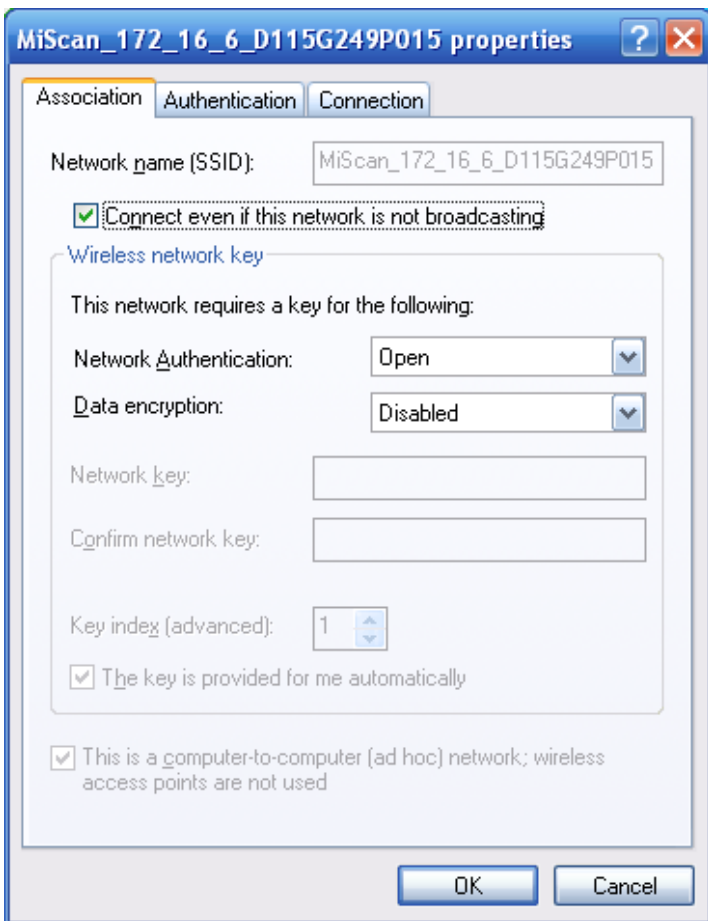 MiScan_172_16_6_D115G249P015 properties
Association Authentication Connection
Network name (SSID): MiScan_172_16_6_D115G249P015
Connect even if this network is not broadcasting
Wireless network key
This network requires a key for the following:
Network Authentication: Open
Data encryption: Disabled
Network key:
Confirm network key:
Key index (advanced): 1
The key is provided for me automatically
This is a computer-to-computer (ad hoc) network; wireless
access points are not used
OK Cancel